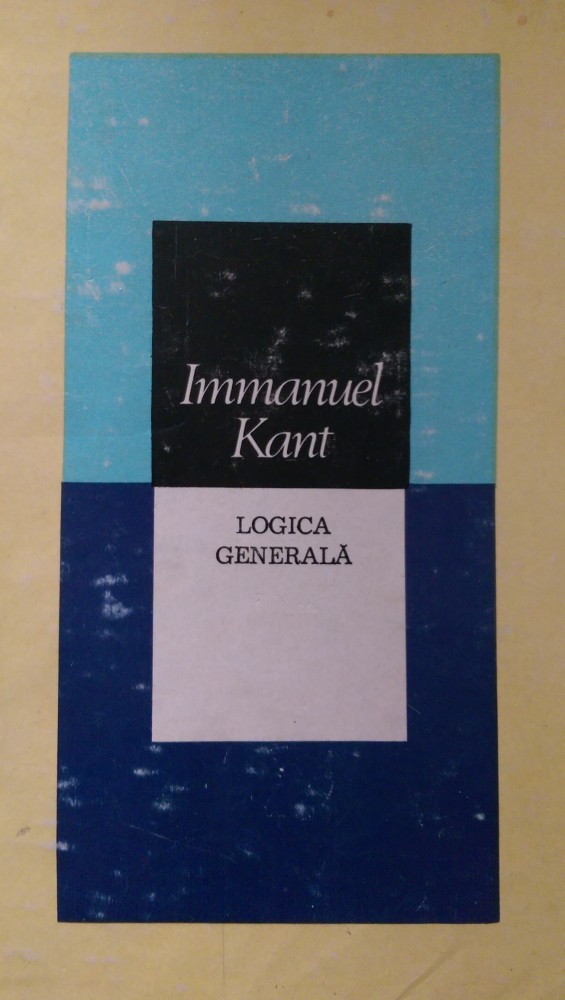 Immanuel
Kant
LOGICA
GENERALĂ